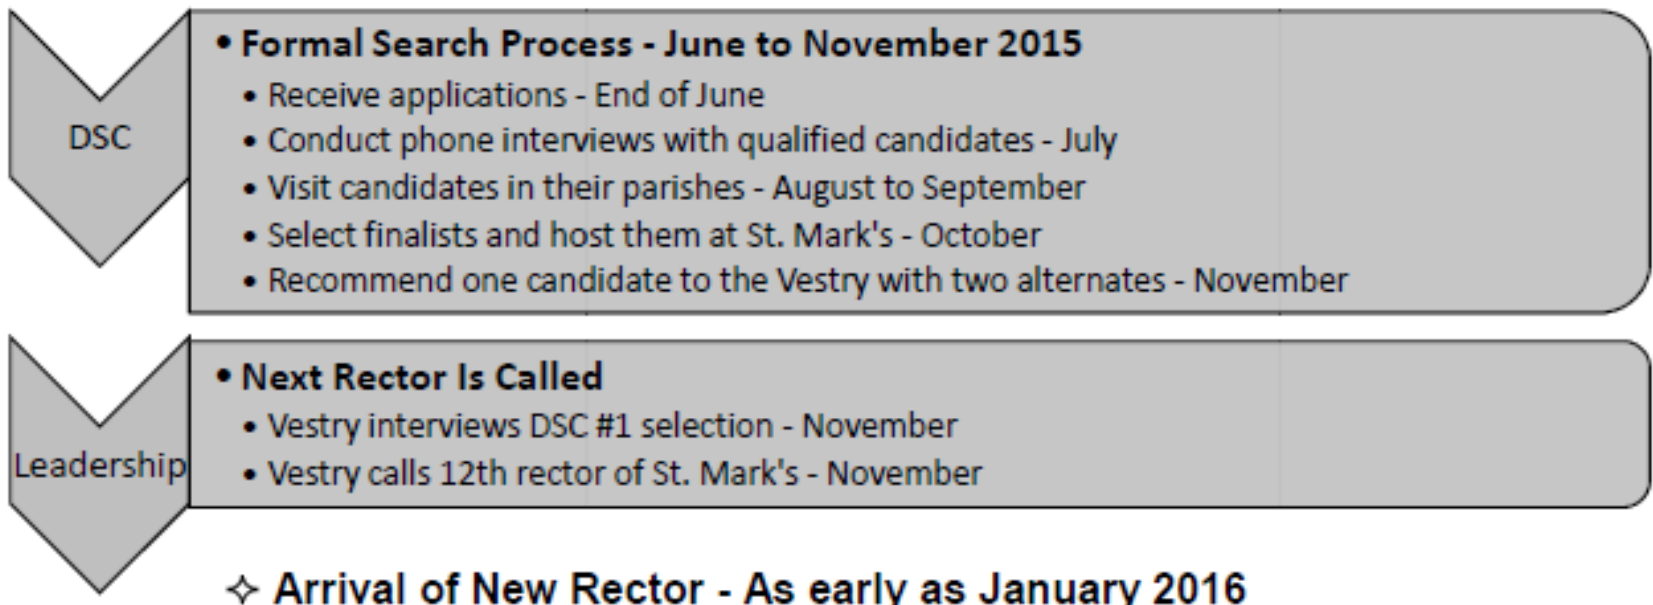 DSC
• Formal Search Process - June to November 2015
• Receive applications - End of June
• Conduct phone interviews with qualified candidates - July
• Visit candidates in their parishes - August to September
• Select finalists and host them at St. Mark's - October
• Recommend one candidate to the Vestry with two alternates - November
Leadership
• Next Rector Is Called
• Vestry interviews DSC #1 selection - November
• Vestry calls 12th rector of St. Mark's - November
✧ Arrival of New Rector - As early as January 2016